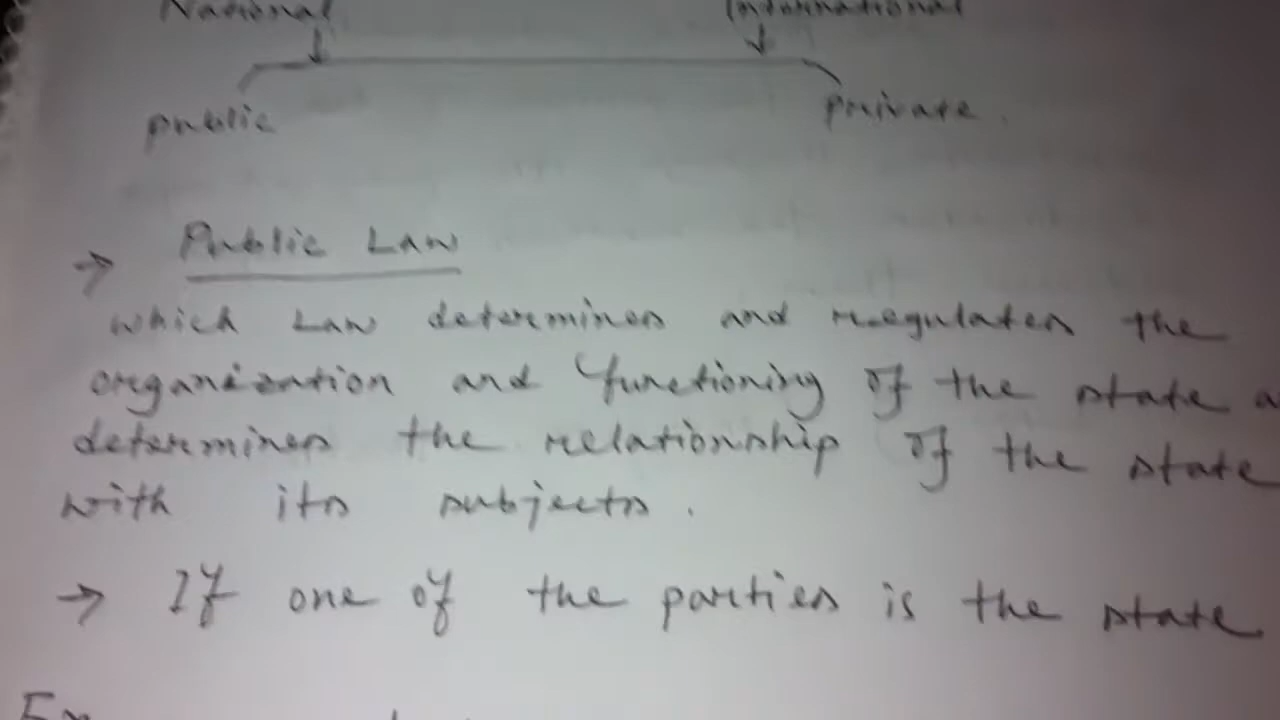 National International
public private.
→ Public Law
which Law determines and regulates the
organization and functioning of the state a
determines the relationship of the state
with its subjects.
→ If one of the parties is the state
Ex